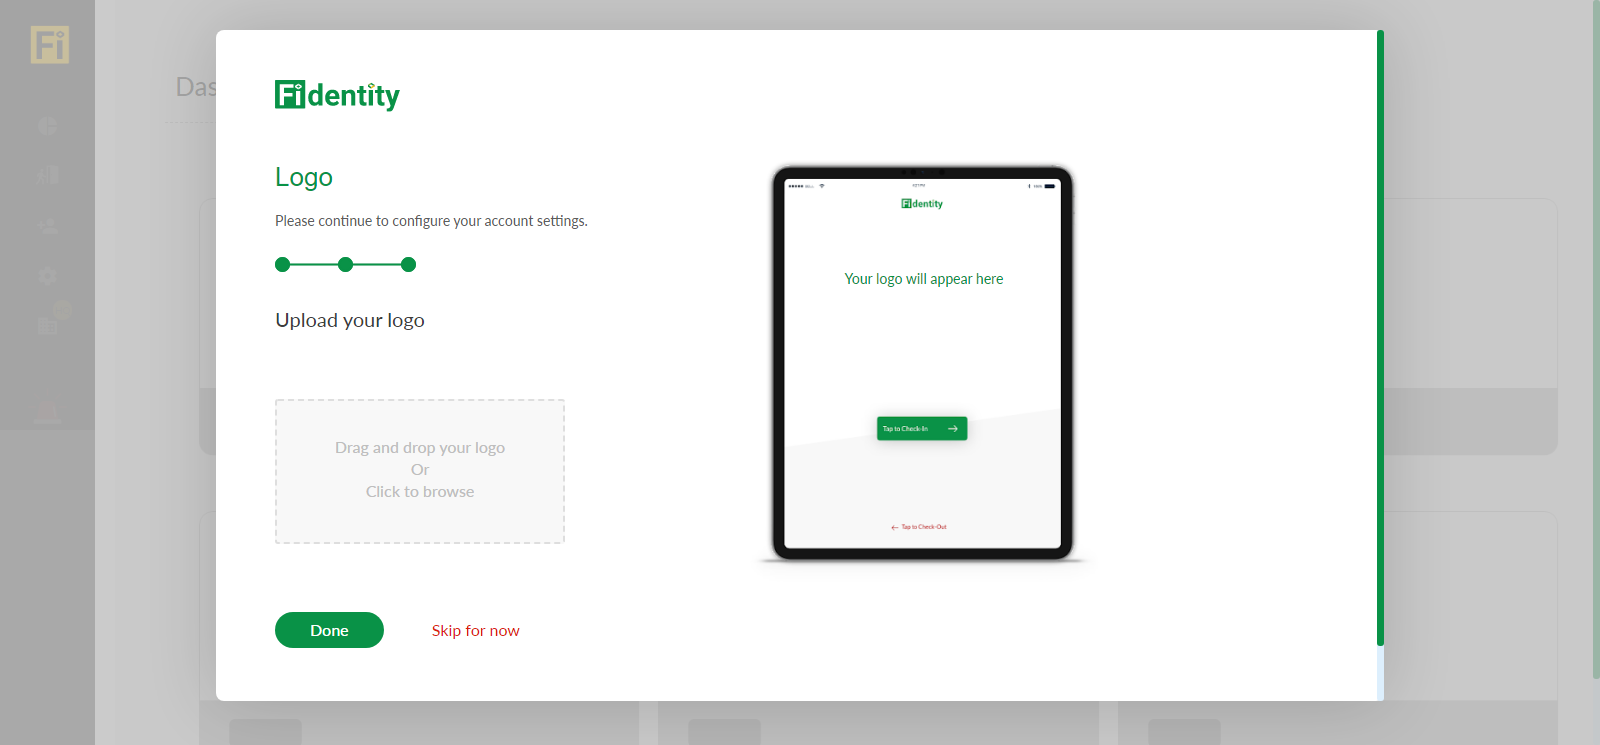 Fi
Das
Fidentity
Logo
Please continue to configure your account settings.
Upload your logo
Drag and drop your logo
Or
Click to browse
Done
Skip for now
Fidentity
Your logo will appear here
Tap to Check-In
Tap to Check-Out